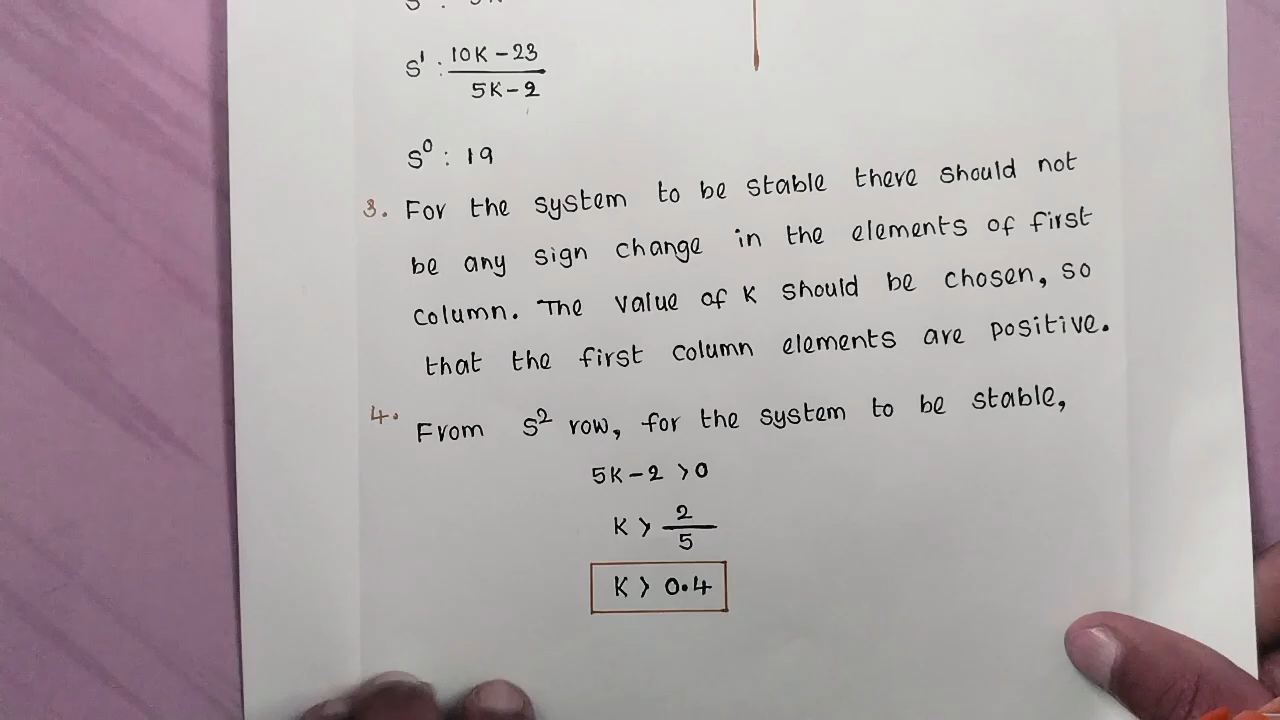 S¹ : 10K-23 / 5K-2
S⁰ : 19
3. For the system to be stable there should not
be any sign change in the elements of first
column. The value of K should be chosen, so
that the first column elements are positive.
4. From S² row, for the system to be stable,
5K-2 >0
K > 2/5
K > 0.4